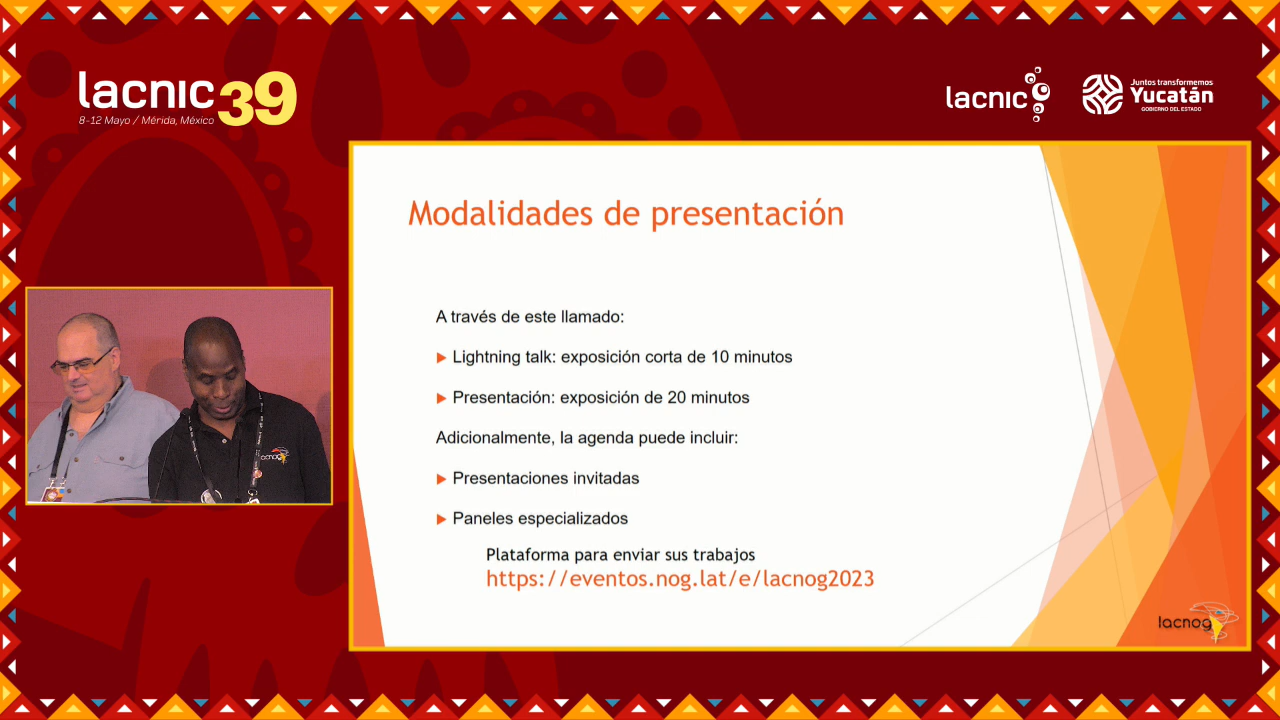 lacnic 39
8-12 Mayo / Mérida, México
lacnic
Juntos transformemos
Yucatán
GOBIERNO DEL ESTADO
Modalidades de presentación
A través de este llamado:
Lightning talk: exposición corta de 10 minutos
Presentación: exposición de 20 minutos
Adicionalmente, la agenda puede incluir:
Presentaciones invitadas
Paneles especializados
Plataforma para enviar sus trabajos
https://eventos.nog.lat/e/lacnog2023
lacnog